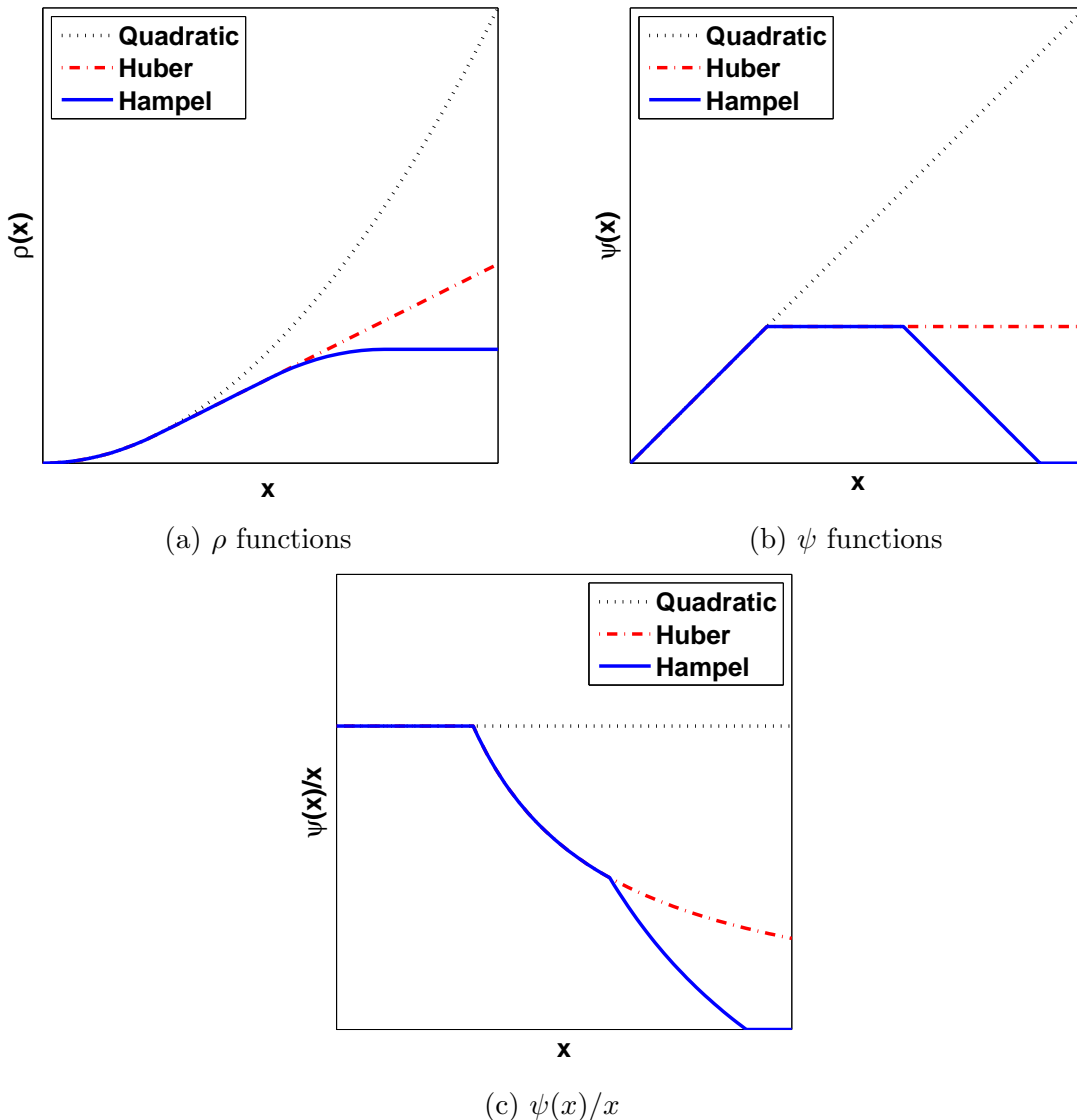 Quadratic
Huber
Hampel
ρ(x)
x
(a) ρ functions
Quadratic
Huber
Hampel
ψ(x)
x
(b) ψ functions
Quadratic
Huber
Hampel
ψ(x)/x
x
(c) ψ(x)/x